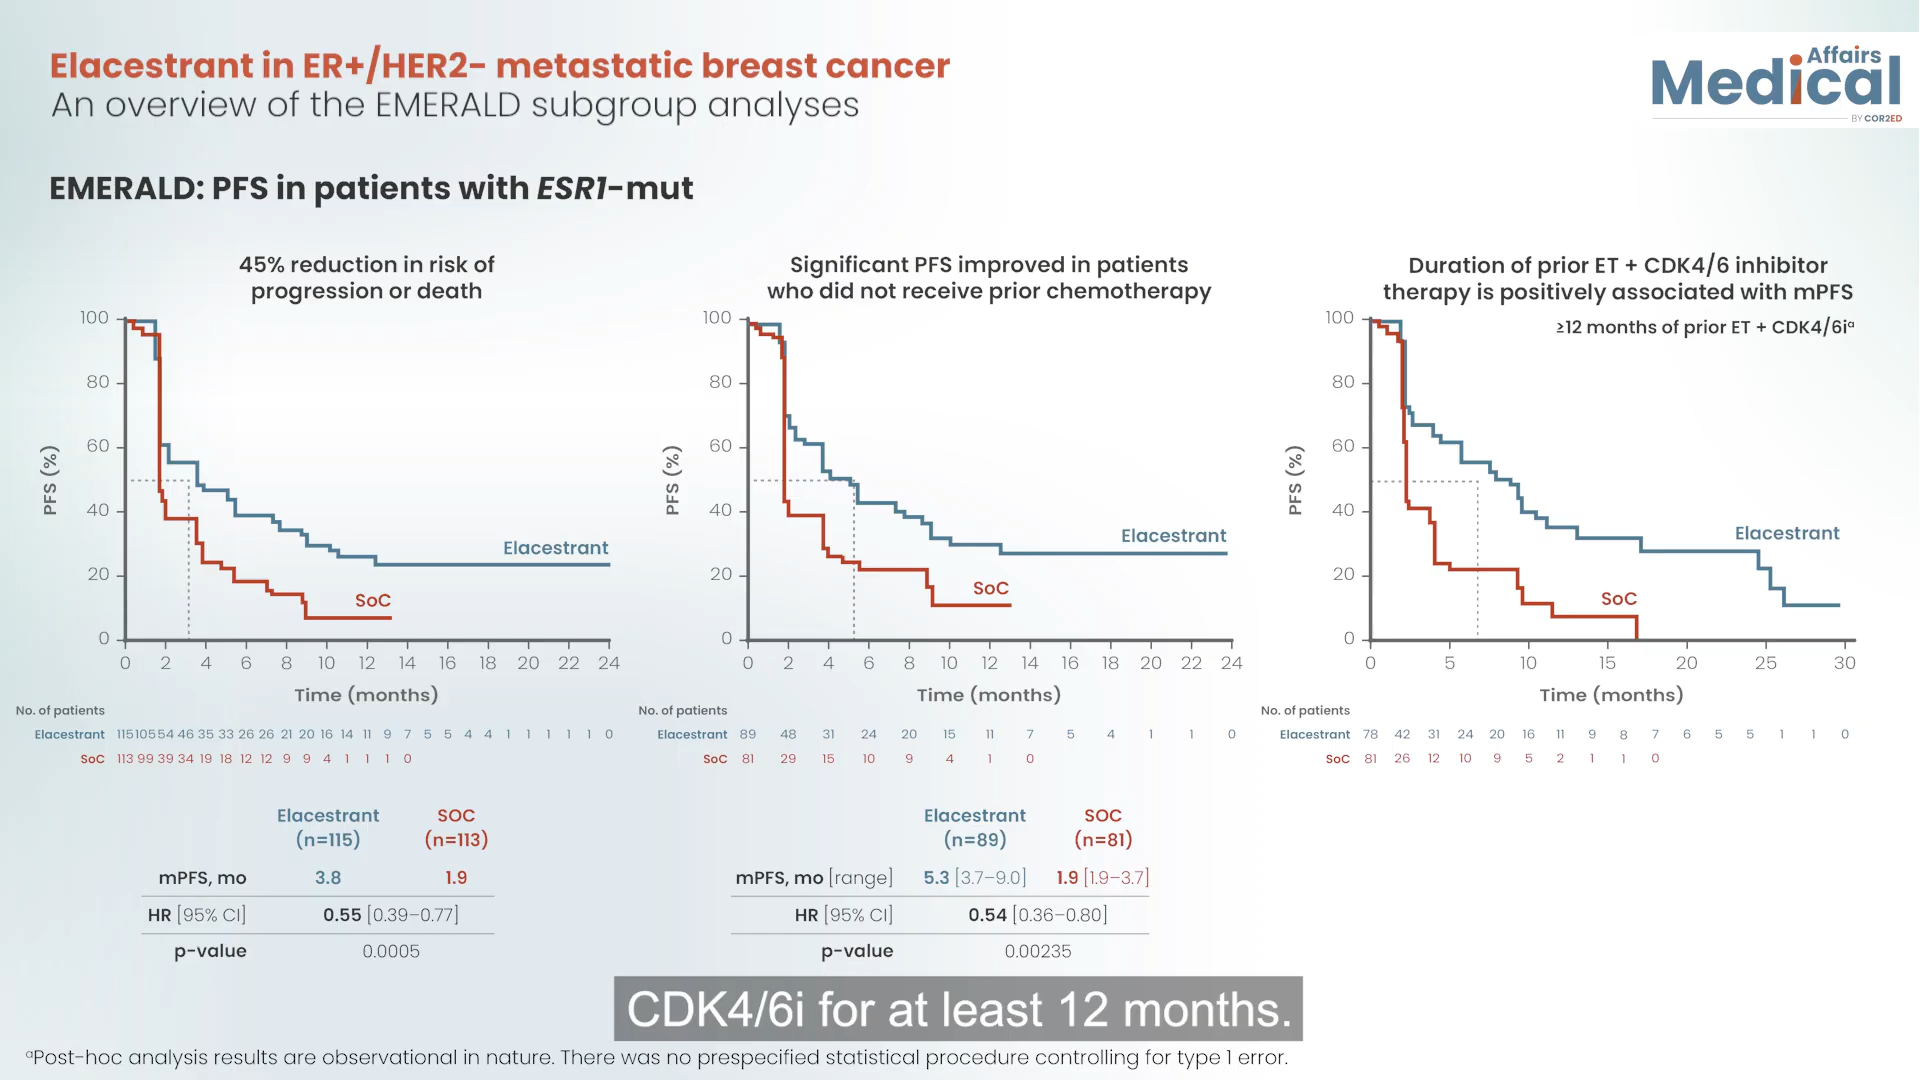 Elacestrant in ER+/HER2- metastatic breast cancer
An overview of the EMERALD subgroup analyses
Medical Affairs
BY COR2ED
EMERALD: PFS in patients with ESR1-mut
45% reduction in risk of
progression or death
PFS (%)
100
80
60
40
20
0
Elacestrant
SoC
0 2 4 6 8 10 12 14 16 18 20 22 24
Time (months)
No. of patients
Elacestrant 115 105 54 46 35 33 26 26 21 20 16 14 11 9 7 5 5 4 4 1 1 1 1 1 0
SoC 113 99 39 34 19 18 12 12 9 9 4 1 1 1 0
Elacestrant SOC
(n=115) (n=113)
mPFS, mo 3.8 1.9
HR [95% CI] 0.55 [0.39–0.77]
p-value 0.0005
Significant PFS improved in patients
who did not receive prior chemotherapy
PFS (%)
100
80
60
40
20
0
Elacestrant
SoC
0 2 4 6 8 10 12 14 16 18 20 22 24
Time (months)
No. of patients
Elacestrant 89 48 31 24 20 15 11 7 5 4 1 1 0
SoC 81 29 15 10 9 4 1 0
Elacestrant SOC
(n=89) (n=81)
mPFS, mo [range] 5.3 [3.7–9.0] 1.9 [1.9–3.7]
HR [95% CI] 0.54 [0.36–0.80]
p-value 0.00235
Duration of prior ET + CDK4/6 inhibitor
therapy is positively associated with mPFS
≥12 months of prior ET + CDK4/6iᵃ
PFS (%)
100
80
60
40
20
0
Elacestrant
SoC
0 5 10 15 20 25 30
Time (months)
No. of patients
Elacestrant 78 42 31 24 20 16 11 9 8 7 6 5 5 1 1 0
SoC 81 26 12 10 9 5 2 1 1 0
CDK4/6i for at least 12 months.
ᵃPost-hoc analysis results are observational in nature. There was no prespecified statistical procedure controlling for type 1 error.